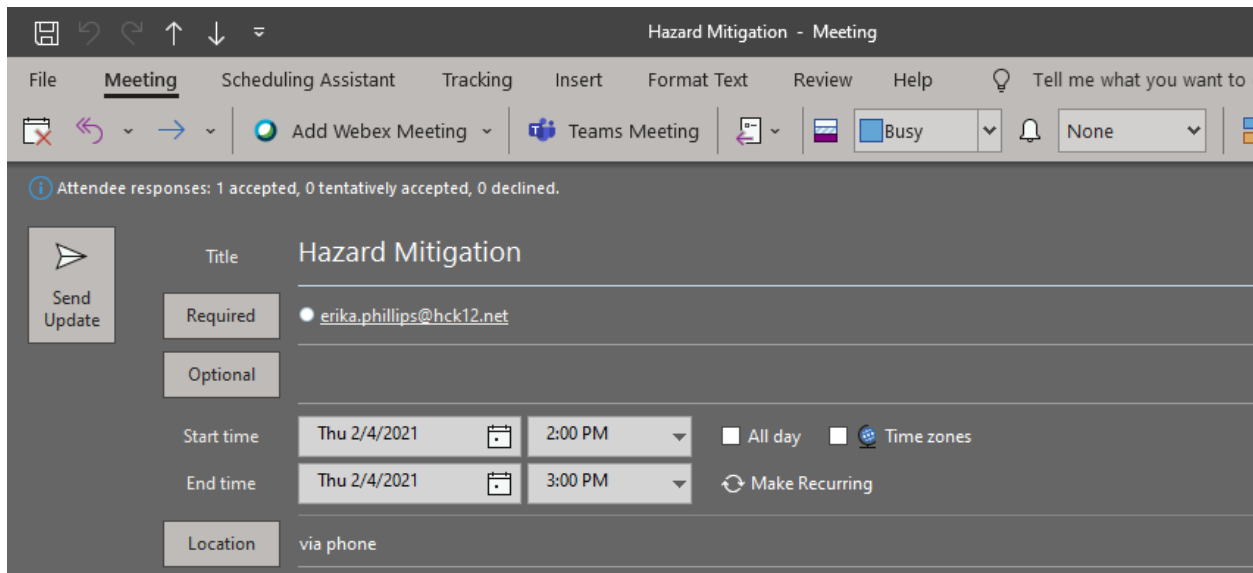 Hazard Mitigation - Meeting
File Meeting Scheduling Assistant Tracking Insert Format Text Review Help Tell me what you want to
Add Webex Meeting Teams Meeting Busy None
Attendee responses: 1 accepted, 0 tentatively accepted, 0 declined.
Send Update
Title Hazard Mitigation
Required erika.phillips@hck12.net
Optional
Start time Thu 2/4/2021 2:00 PM All day Time zones
End time Thu 2/4/2021 3:00 PM Make Recurring
Location via phone